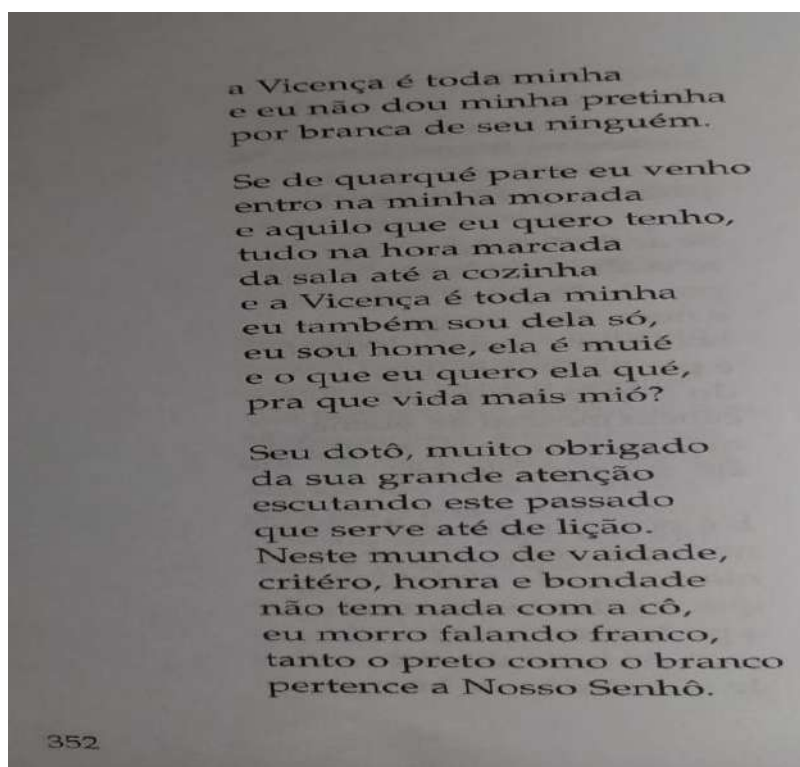 a Vicença é toda minha
e eu não dou minha pretinha
por branca de seu ninguém.
Se de quarqué parte eu venho
entro na minha morada
e aquilo que eu quero tenho,
tudo na hora marcada
da sala até a cozinha
e a Vicença é toda minha
eu também sou dela só,
eu sou home, ela é muié
e o que eu quero ela qué,
pra que vida mais mió?
Seu dotô, muito obrigado
da sua grande atenção
escutando este passado
que serve até de lição.
Neste mundo de vaidade,
critéro, honra e bondade
não tem nada com a cô,
eu morro falando franco,
tanto o preto como o branco
pertence a Nosso Senhô.
352